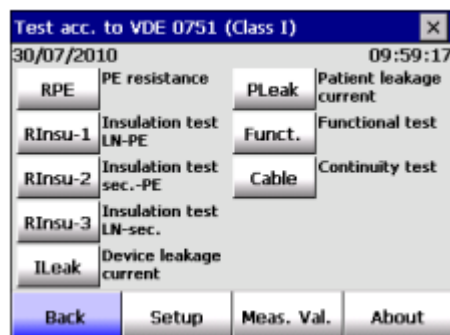 Test acc. to VDE 0751 (Class I)
30/07/2010 09:59:17
RPE PE resistance
PLeak Patient leakage
current
RInsu-1 Insulation test
LN-PE
Funct. Functional test
RInsu-2 Insulation test
sec.-PE
Cable Continuity test
RInsu-3 Insulation test
LN-sec.
ILeak Device leakage
current
Back Setup Meas. Val. About